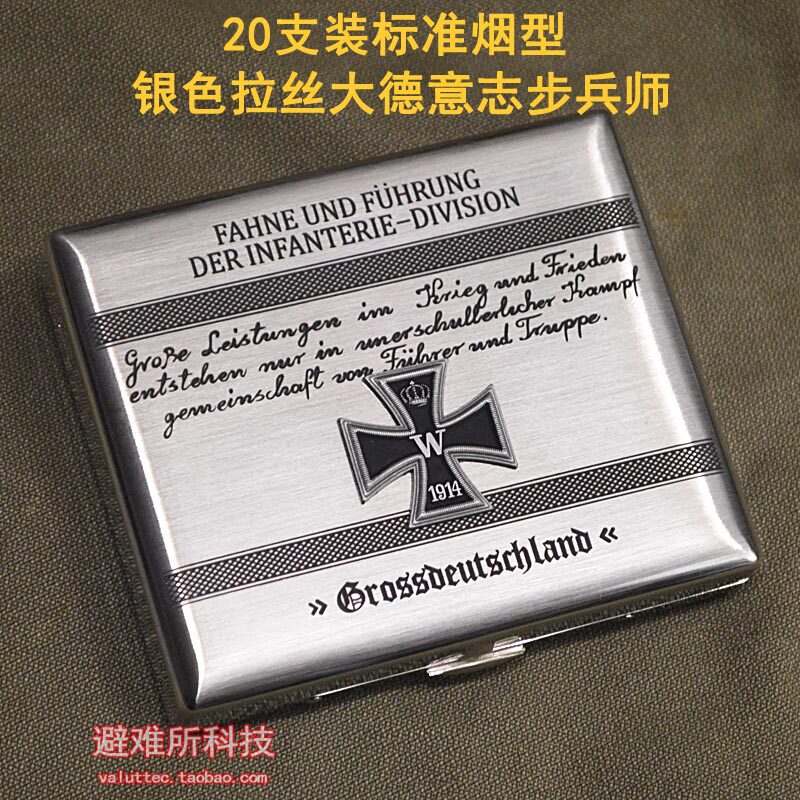 20支装标准烟型
银色拉丝大德意志步兵师
FAHNE UND FÜHRUNG
DER INFANTERIE-DIVISION
Große Leistungen im Krieg und Frieden
entstehen nur in unerschullerlicher Kampf
gemeinschaft von Führer und Truppe.
W
1914
» Grossdeutschland «
避难所科技
valuttec.taobao.com